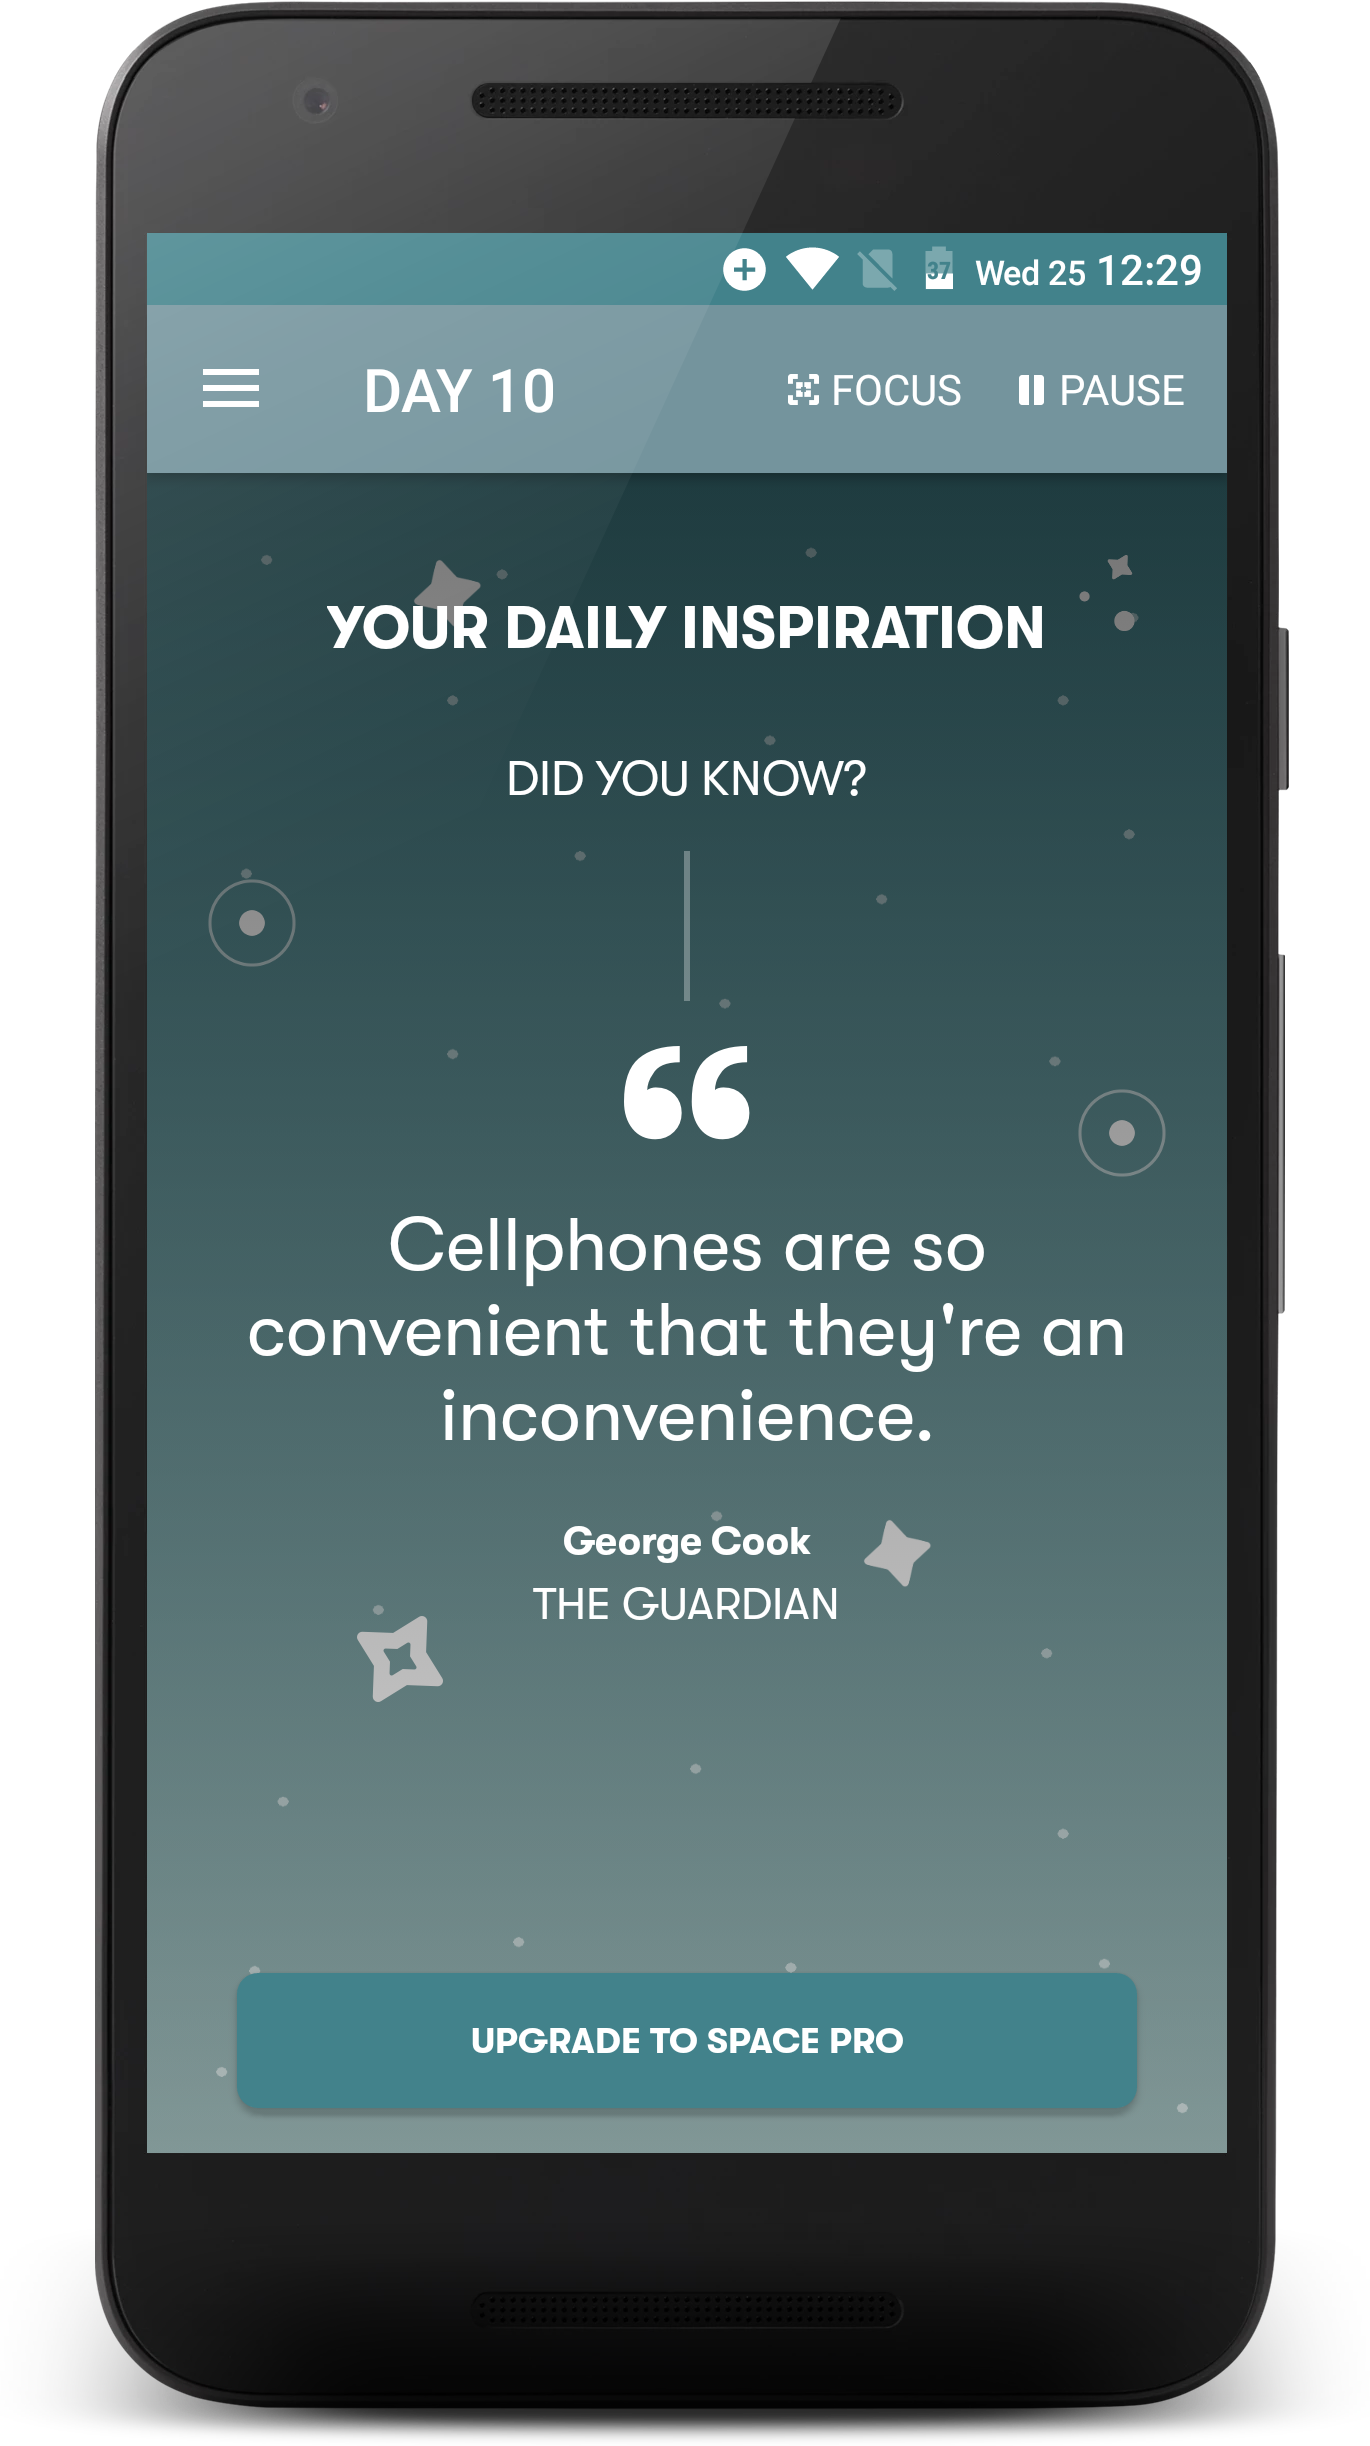 37 Wed 25 12:29
DAY 10 FOCUS PAUSE
YOUR DAILY INSPIRATION
DID YOU KNOW?
“
Cellphones are so
convenient that they're an
inconvenience.
George Cook
THE GUARDIAN
UPGRADE TO SPACE PRO